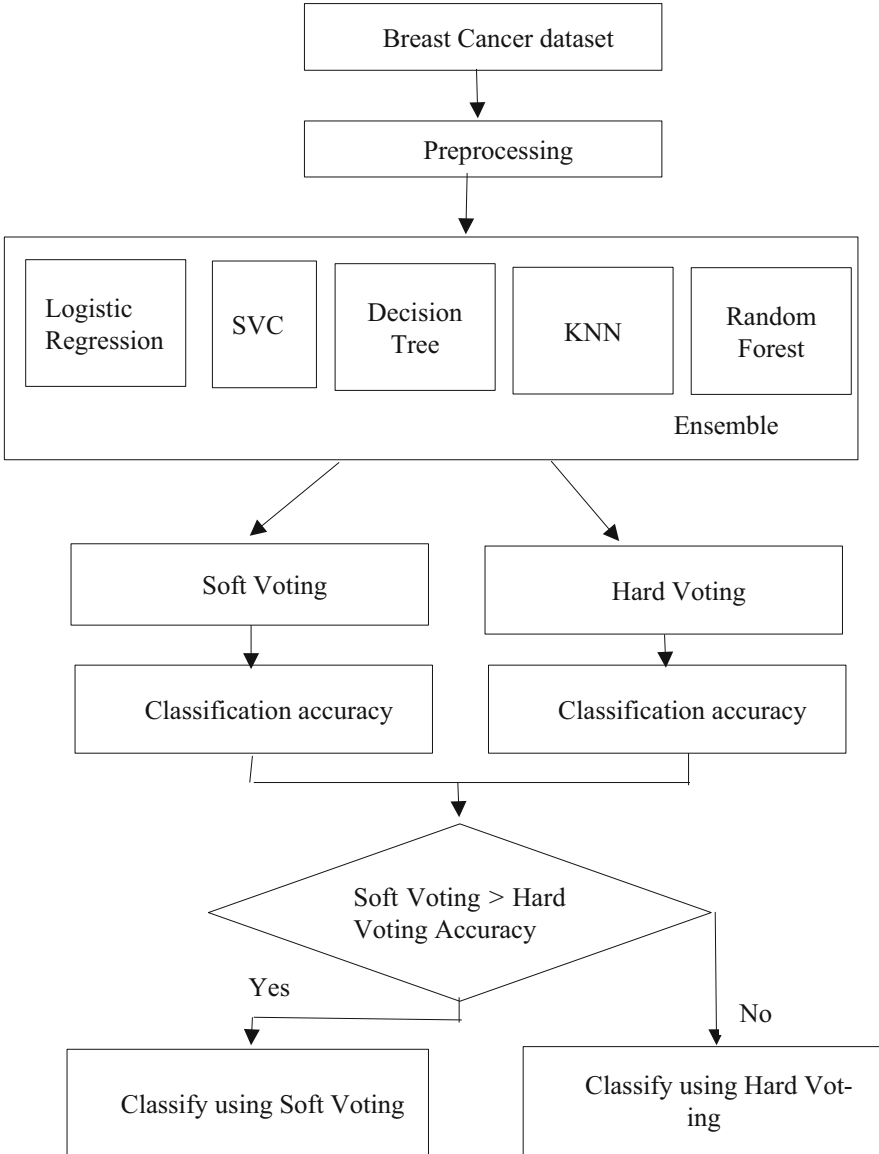 Breast Cancer dataset
Preprocessing
Logistic
Regression
SVC
Decision
Tree
KNN
Random
Forest
Ensemble
Soft Voting
Hard Voting
Classification accuracy
Classification accuracy
Soft Voting > Hard
Voting Accuracy
Yes
No
Classify using Soft Voting
Classify using Hard Vot-
ing